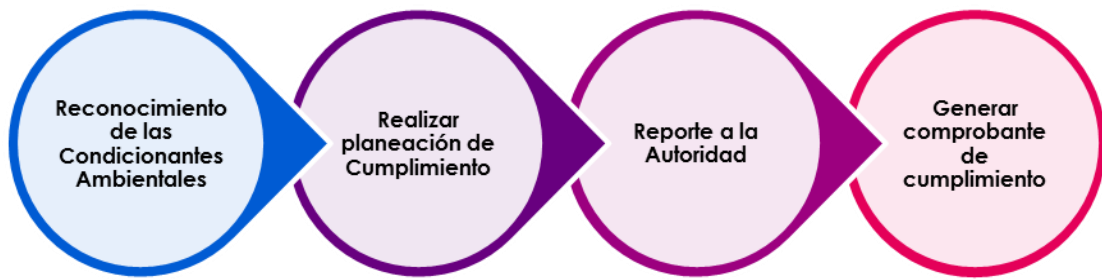 Reconocimiento
de las
Condicionantes
Ambientales
Realizar
planeación de
Cumplimiento
Reporte a la
Autoridad
Generar
comprobante
de
cumplimiento